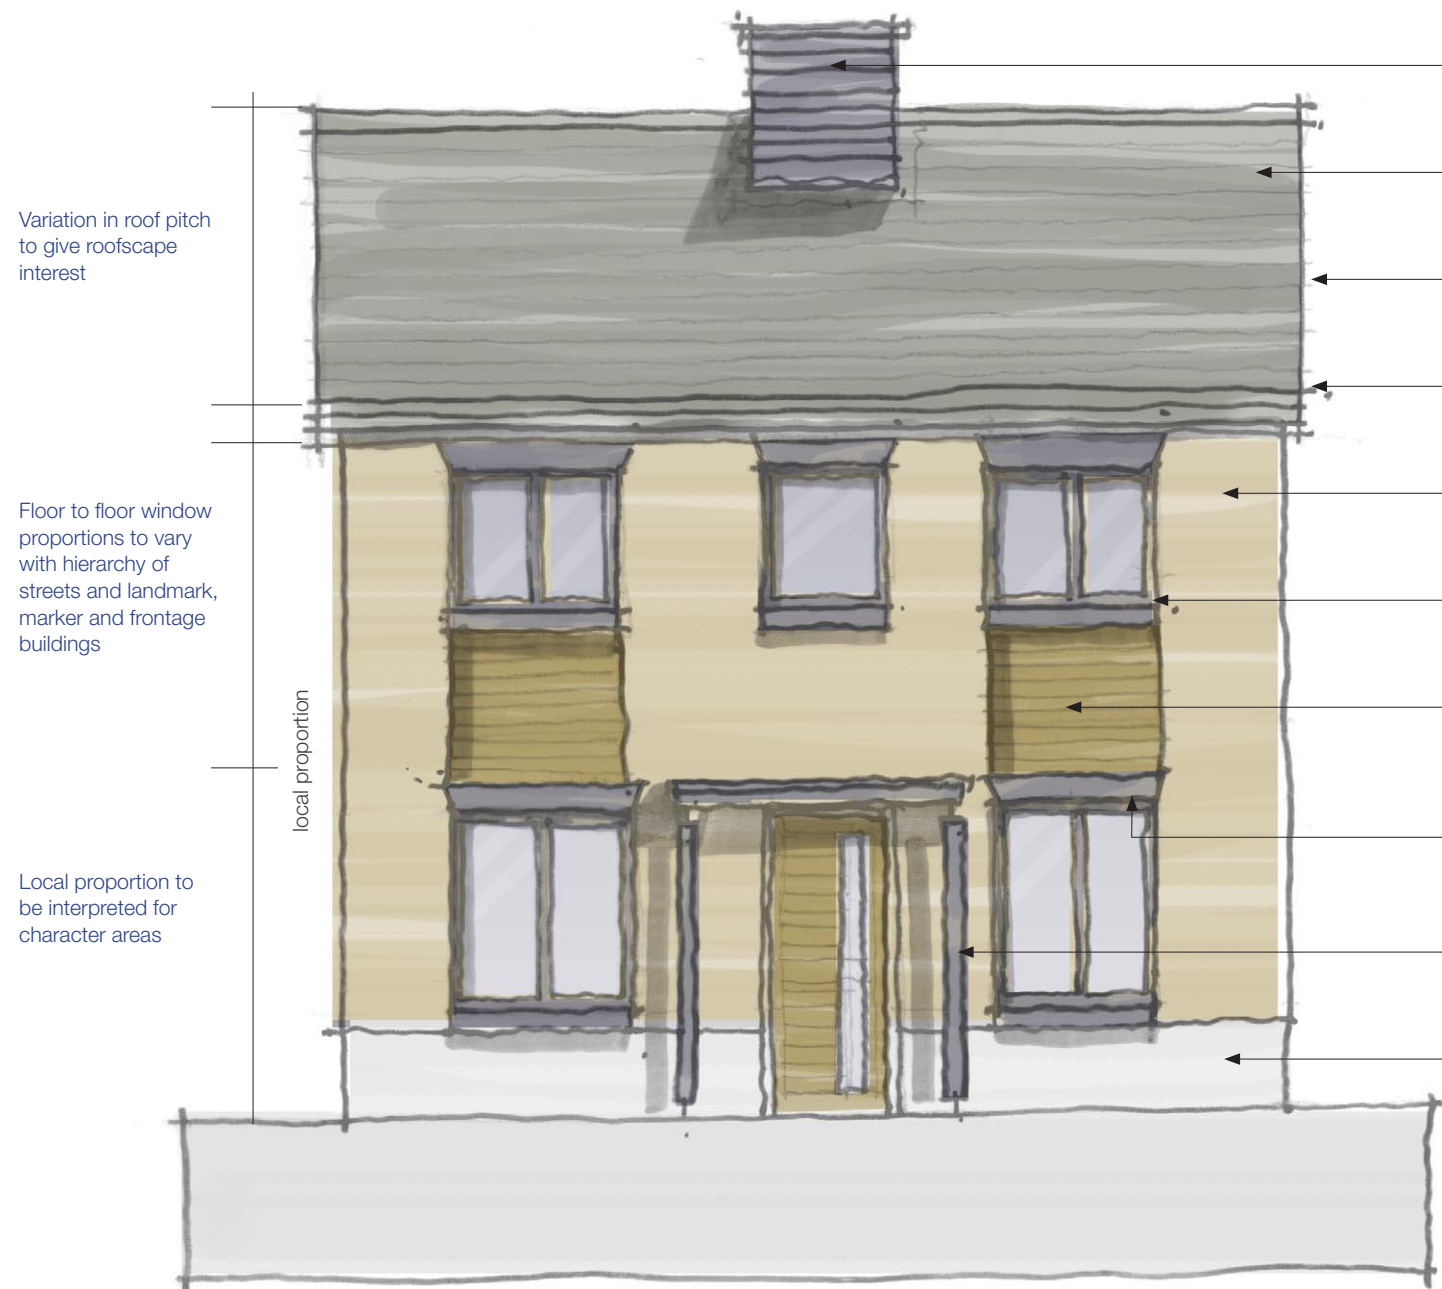 Variation in roof pitch
to give roofscape
interest
Floor to floor window
proportions to vary
with hierarchy of
streets and landmark,
marker and frontage
buildings
local proportion
Local proportion to
be interpreted for
character areas